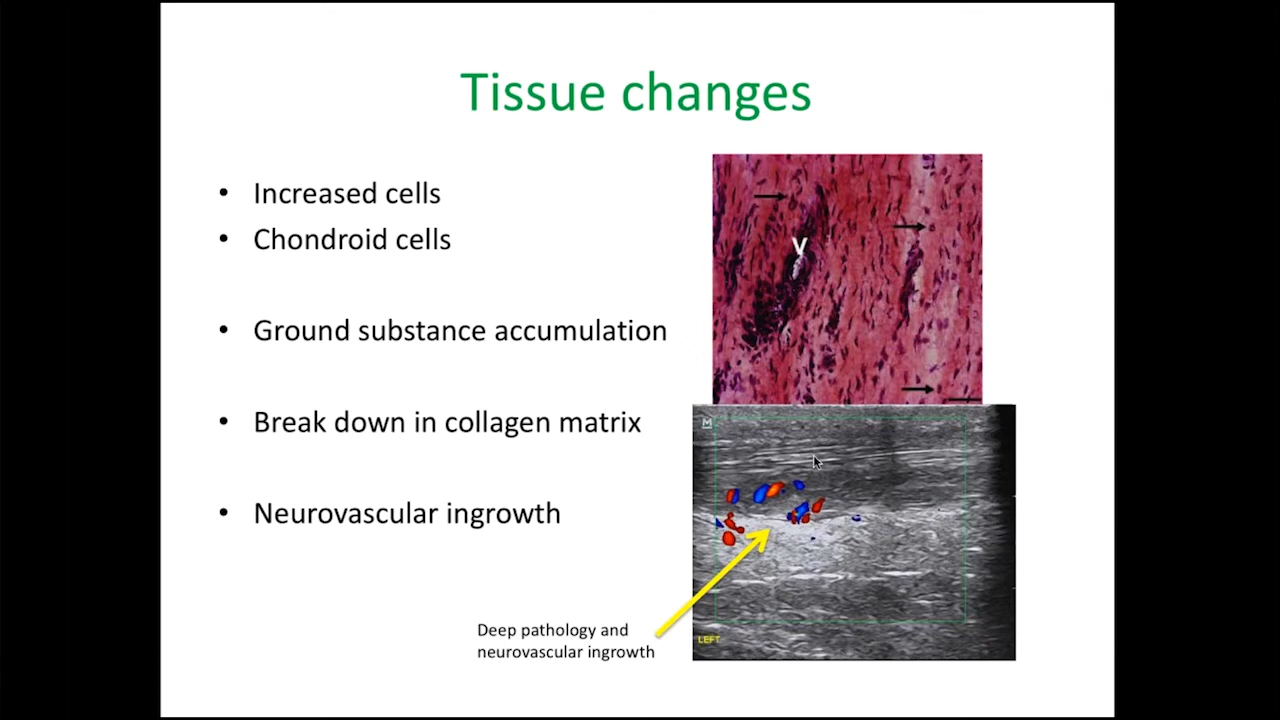 Tissue changes
• Increased cells
• Chondroid cells
• Ground substance accumulation
• Break down in collagen matrix
• Neurovascular ingrowth
V
M
LEFT
Deep pathology and
neurovascular ingrowth